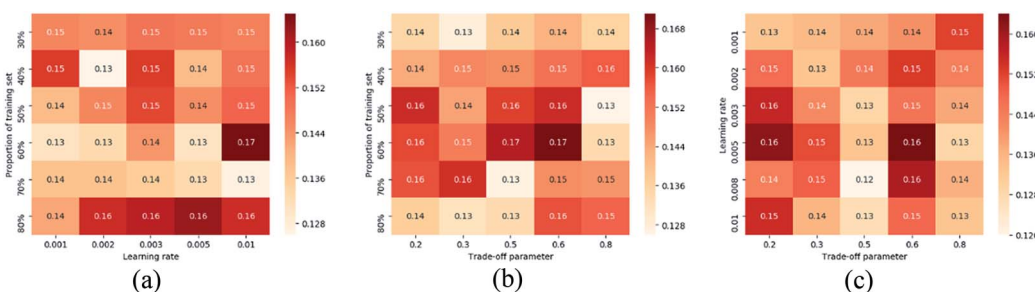 30% 0.15 0.14 0.15 0.15 0.15
40% 0.15 0.13 0.15 0.14 0.15
50% 0.14 0.15 0.15 0.14 0.15
60% 0.13 0.13 0.14 0.13 0.17
70% 0.14 0.14 0.14 0.13 0.13
80% 0.14 0.16 0.16 0.16 0.16
0.001 0.002 0.003 0.005 0.01
Learning rate
Proportion of training set
0.160
0.152
0.144
0.136
0.128
(a)
30% 0.14 0.13 0.14 0.14 0.14
40% 0.14 0.15 0.15 0.15 0.16
50% 0.16 0.14 0.16 0.16 0.13
60% 0.16 0.15 0.17 0.17 0.13
70% 0.16 0.16 0.13 0.15 0.15
80% 0.14 0.13 0.13 0.16 0.15
0.2 0.3 0.5 0.6 0.8
Trade-off parameter
Proportion of training set
0.168
0.160
0.152
0.144
0.136
0.128
(b)
0.001 0.13 0.14 0.14 0.14 0.15
0.002 0.15 0.13 0.14 0.15 0.14
0.003 0.16 0.14 0.13 0.15 0.14
0.005 0.16 0.15 0.13 0.16 0.13
0.008 0.14 0.15 0.12 0.16 0.14
0.01 0.15 0.14 0.13 0.15 0.13
0.2 0.3 0.5 0.6 0.8
Trade-off parameter
Learning rate
0.160
0.152
0.144
0.136
0.128
0.120
(c)